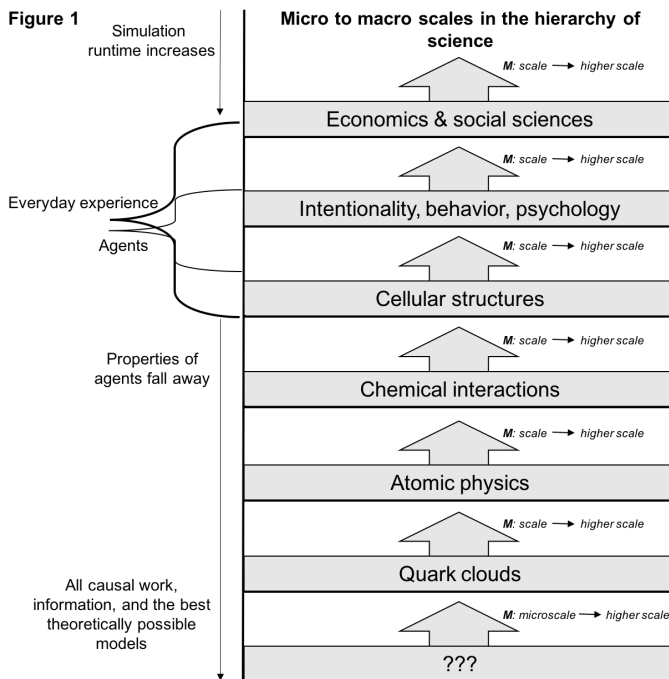 Figure 1
Simulation
runtime increases
Micro to macro scales in the hierarchy of
science
M: scale → higher scale
Economics & social sciences
M: scale → higher scale
Everyday experience
Intentionality, behavior, psychology
Agents
M: scale → higher scale
Cellular structures
M: scale → higher scale
Properties of
agents fall away
Chemical interactions
M: scale → higher scale
Atomic physics
M: scale → higher scale
Quark clouds
All causal work,
information, and the best
theoretically possible
models
M: microscale → higher scale
???